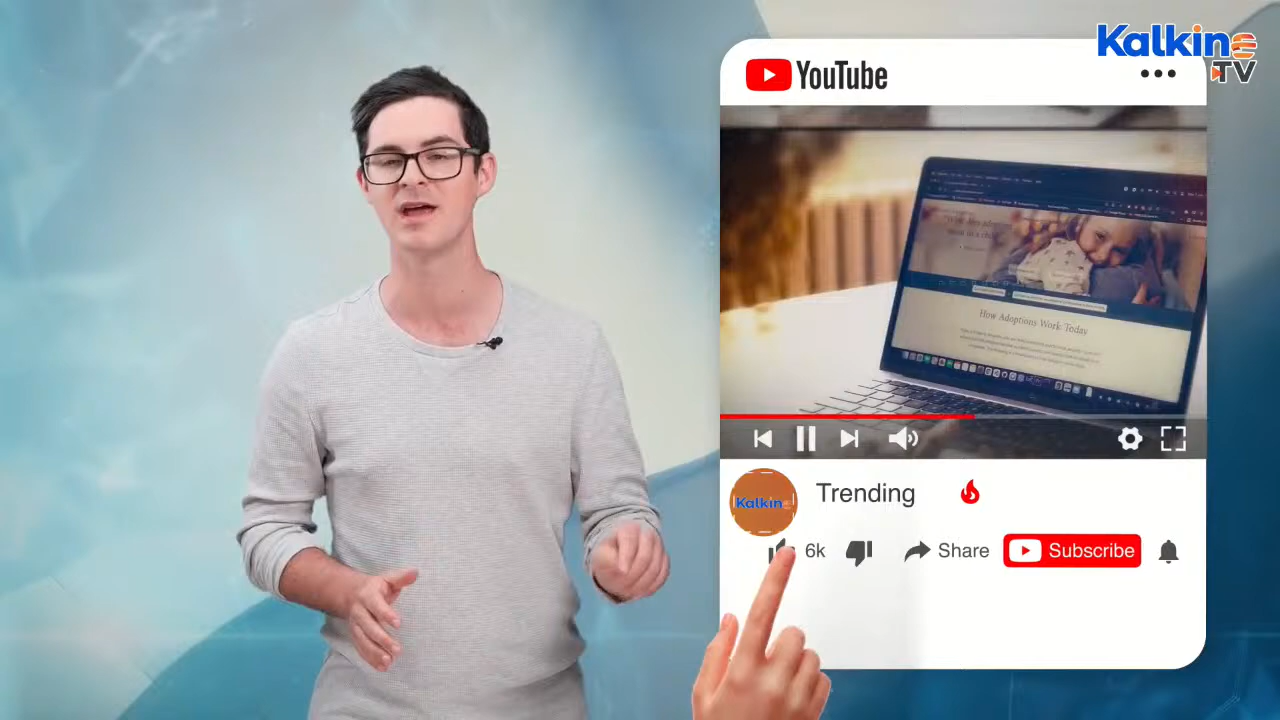 Kalkine
TV
YouTube
How Adoptions Work Today
Kalkine
Trending
6k
Share
Subscribe